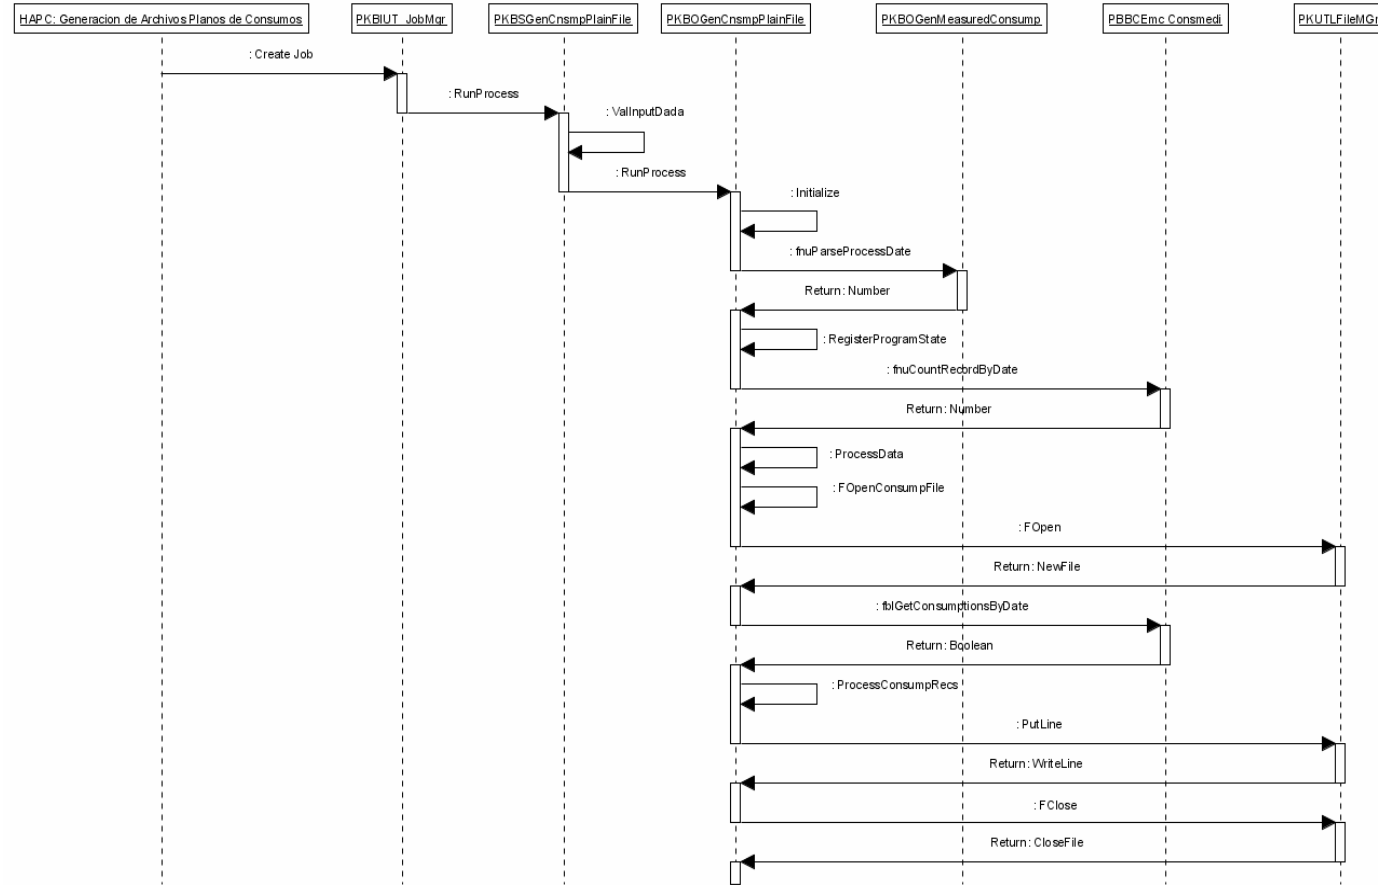 HAPC: Generacion de Archivos Planos de Consumos
PKBIUT_JobMgr
PKBSGenCnsmpPlainFile
PKBOGenCnsmpPlainFile
PKBOGenMeasuredConsump
PBBCEmc Consmedi
PKUTLFileMGr
: Create Job
: RunProcess
: ValInputDada
: RunProcess
: Initialize
: fnuParseProcessDate
Return: Number
: RegisterProgramState
: fnuCountRecordByDate
Return: Number
: ProcessData
: FOpenConsumpFile
: FOpen
Return: NewFile
: fblGetConsumptionsByDate
Return: Boolean
: ProcessConsumpRecs
: PutLine
Return: WriteLine
: FClose
Return: CloseFile